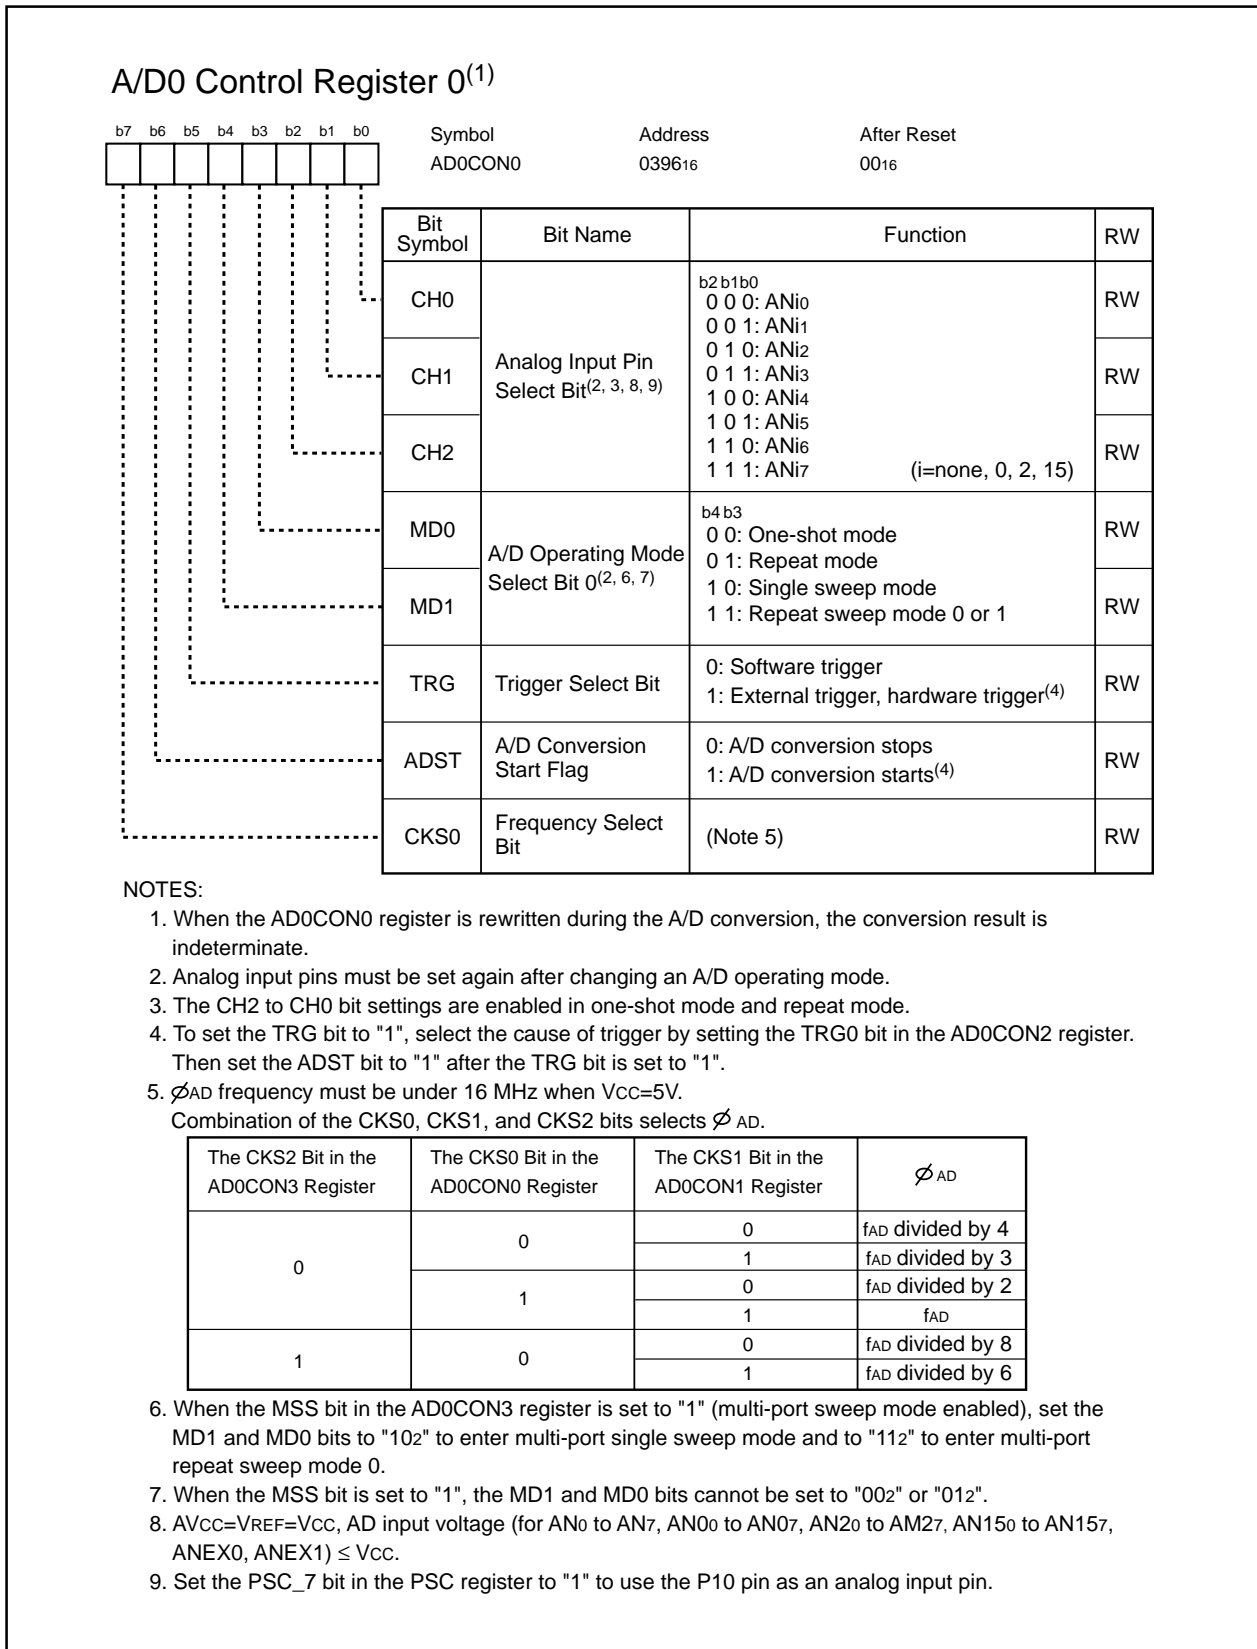 A/D0 Control Register 0(1)
b7 b6 b5 b4 b3 b2 b1 b0
Symbol Address After Reset
AD0CON0 039616 0016
Bit Symbol Bit Name Function RW
CH0 RW
CH1 RW
CH2 RW
Analog Input Pin
Select Bit(2, 3, 8, 9)
b2 b1b0
0 0 0: ANi0
0 0 1: ANi1
0 1 0: ANi2
0 1 1: ANi3
1 0 0: ANi4
1 0 1: ANi5
1 1 0: ANi6
1 1 1: ANi7 (i=none, 0, 2, 15)
MD0 RW
MD1 RW
A/D Operating Mode
Select Bit 0(2, 6, 7)
b4 b3
0 0: One-shot mode
0 1: Repeat mode
1 0: Single sweep mode
1 1: Repeat sweep mode 0 or 1
TRG Trigger Select Bit RW
0: Software trigger
1: External trigger, hardware trigger(4)
ADST RW
A/D Conversion
Start Flag
0: A/D conversion stops
1: A/D conversion starts(4)
CKS0 RW
Frequency Select
Bit
(Note 5)
NOTES:
1. When the AD0CON0 register is rewritten during the A/D conversion, the conversion result is
indeterminate.
2. Analog input pins must be set again after changing an A/D operating mode.
3. The CH2 to CH0 bit settings are enabled in one-shot mode and repeat mode.
4. To set the TRG bit to "1", select the cause of trigger by setting the TRG0 bit in the AD0CON2 register.
Then set the ADST bit to "1" after the TRG bit is set to "1".
5. ØAD frequency must be under 16 MHz when VCC=5V.
Combination of the CKS0, CKS1, and CKS2 bits selects Ø AD.
The CKS2 Bit in the AD0CON3 Register
The CKS0 Bit in the AD0CON0 Register
The CKS1 Bit in the AD0CON1 Register
Ø AD
0 0 0 fAD divided by 4
1 fAD divided by 3
1 0 fAD divided by 2
1 fAD
1 0 0 fAD divided by 8
1 fAD divided by 6
6. When the MSS bit in the AD0CON3 register is set to "1" (multi-port sweep mode enabled), set the
MD1 and MD0 bits to "102" to enter multi-port single sweep mode and to "112" to enter multi-port
repeat sweep mode 0.
7. When the MSS bit is set to "1", the MD1 and MD0 bits cannot be set to "002" or "012".
8. AVCC=VREF=VCC, AD input voltage (for AN0 to AN7, AN00 to AN07, AN20 to AM27, AN150 to AN157,
ANEX0, ANEX1) ≤ VCC.
9. Set the PSC_7 bit in the PSC register to "1" to use the P10 pin as an analog input pin.